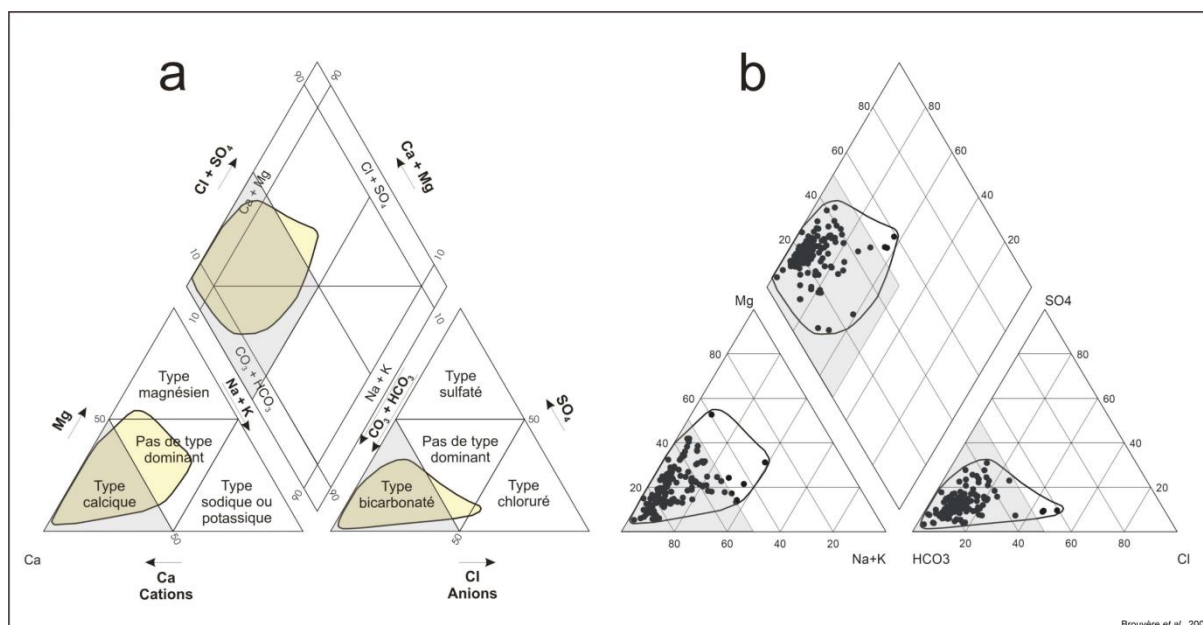 a
90
90
Cl + SO₄
Ca + Mg
Ca + Mg
Cl + SO₄
10
10
10
10
CO₃ + HCO₃
Na + K
Na + K
CO₃ + HCO₃
90
90
Mg
50
50
Type
magnésien
Pas de type
dominant
Type
calcique
Type
sodique ou
potassique
Ca
Ca
Cations
SO₄
50
50
Type
sulfaté
Pas de type
dominant
Type
bicarbonaté
Type
chloruré
Cl
Anions
b
80
80
60
60
40
40
20
20
Mg
SO4
80
80
60
60
40
40
20
20
80
60
40
20
20
40
60
80
Na+K
HCO3
Cl
Brouyère et al., 200